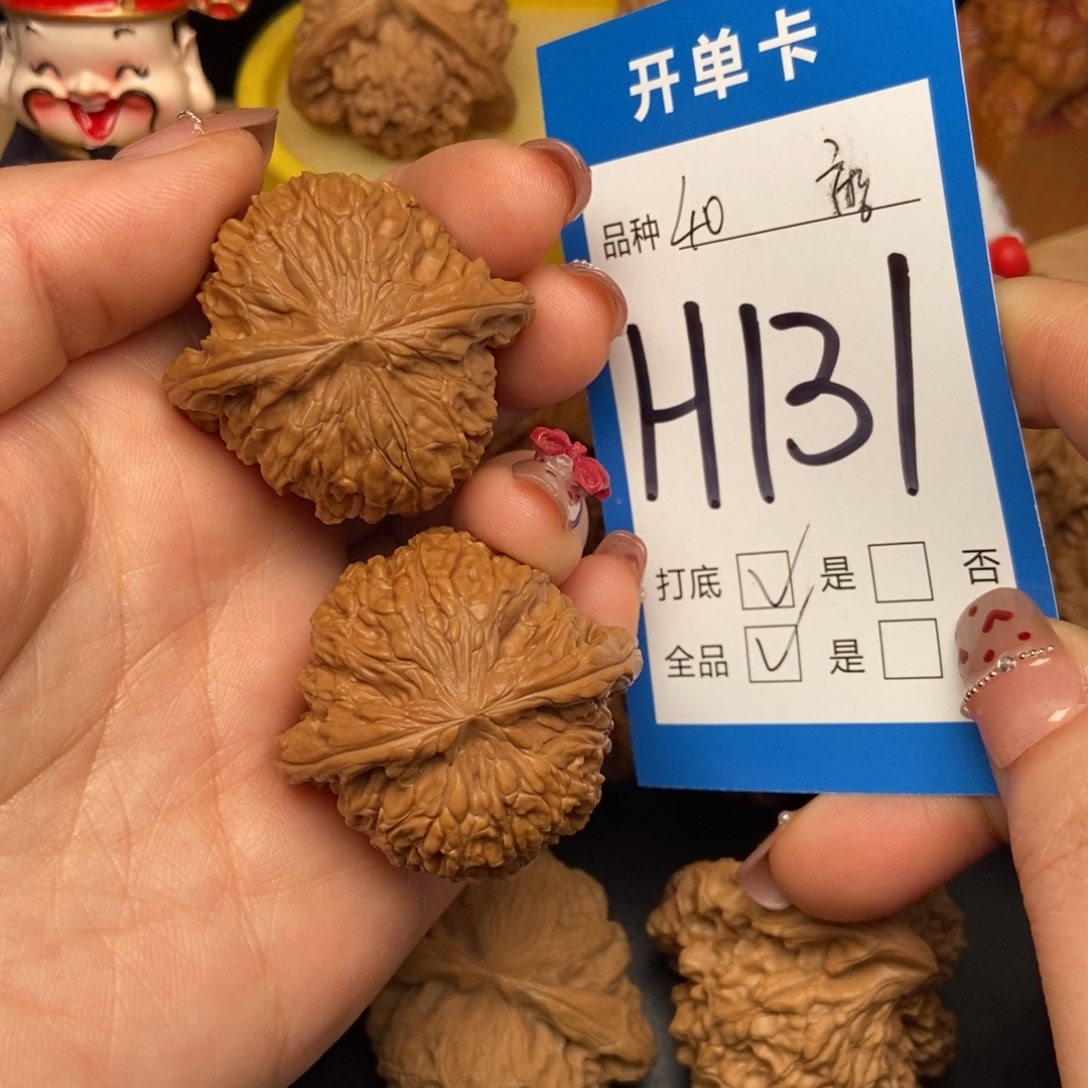 开单卡
品种 40
H131
打底 ✓ 是 □ 否
全品 ✓ 是 □